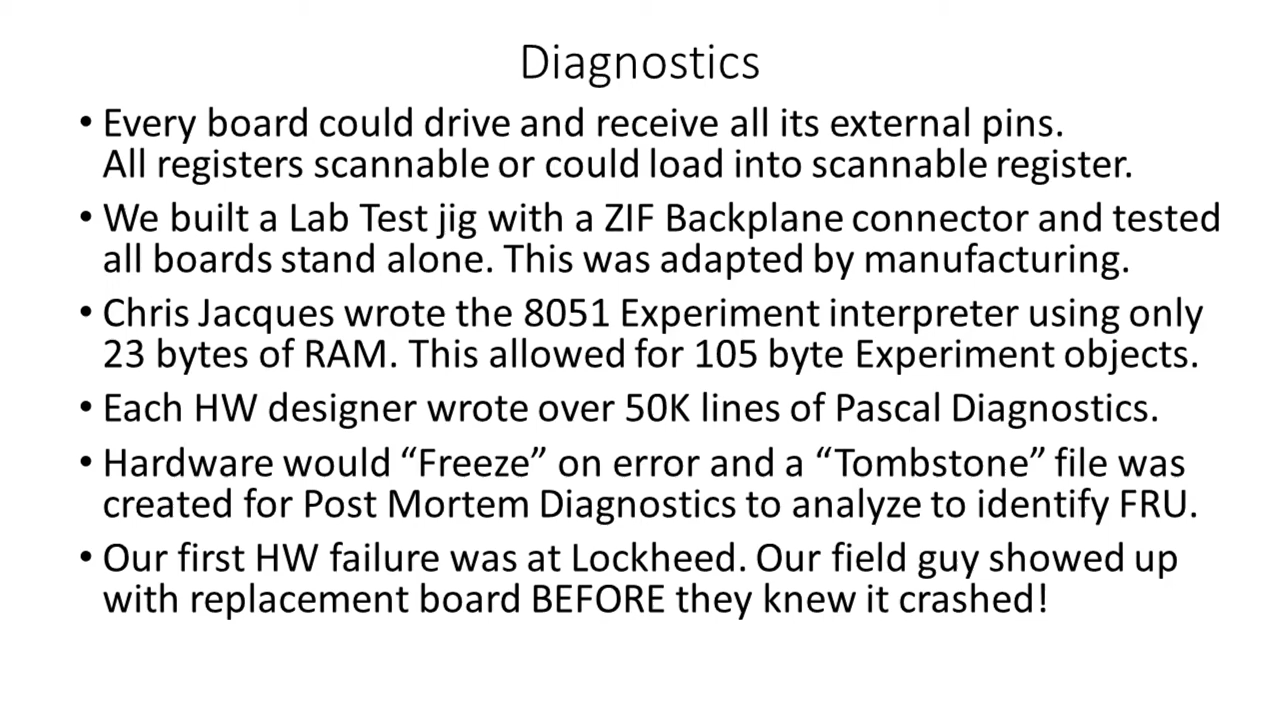 Diagnostics
• Every board could drive and receive all its external pins.
All registers scannable or could load into scannable register.
• We built a Lab Test jig with a ZIF Backplane connector and tested
all boards stand alone. This was adapted by manufacturing.
• Chris Jacques wrote the 8051 Experiment interpreter using only
23 bytes of RAM. This allowed for 105 byte Experiment objects.
• Each HW designer wrote over 50K lines of Pascal Diagnostics.
• Hardware would “Freeze” on error and a “Tombstone” file was
created for Post Mortem Diagnostics to analyze to identify FRU.
• Our first HW failure was at Lockheed. Our field guy showed up
with replacement board BEFORE they knew it crashed!